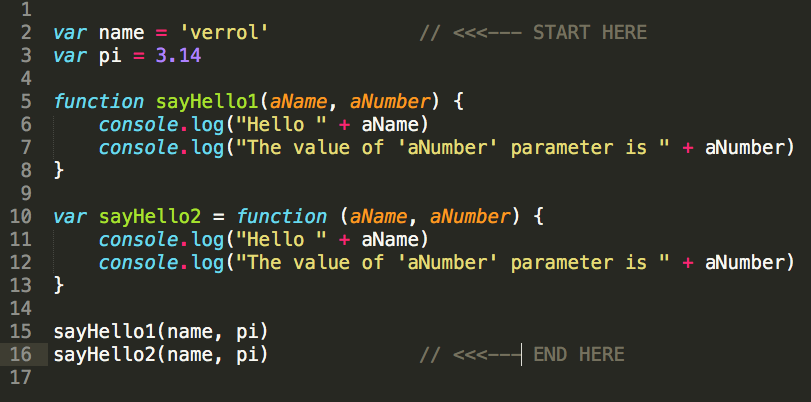 1
2 var name = 'verrol' // <<<--- START HERE
3 var pi = 3.14
4
5 function sayHello1(aName, aNumber) {
6 console.log("Hello " + aName)
7 console.log("The value of 'aNumber' parameter is " + aNumber)
8 }
9
10 var sayHello2 = function (aName, aNumber) {
11 console.log("Hello " + aName)
12 console.log("The value of 'aNumber' parameter is " + aNumber)
13 }
14
15 sayHello1(name, pi)
16 sayHello2(name, pi) // <<<--- END HERE
17